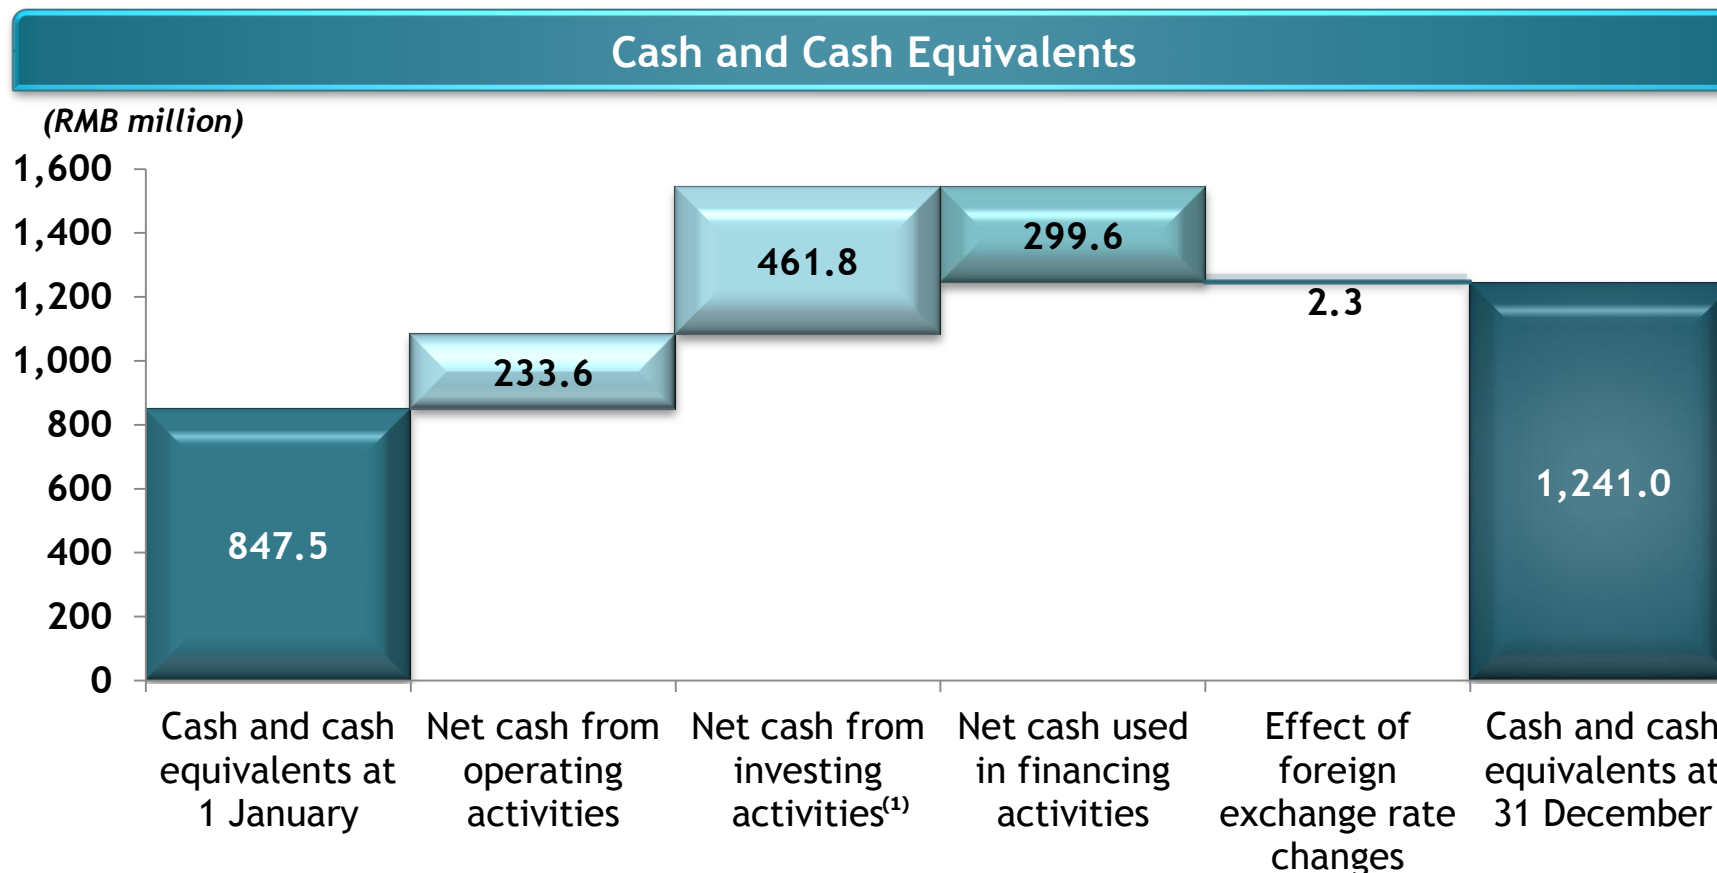 Cash and Cash Equivalents
(RMB million)
1,600
1,400
1,200
1,000
800
600
400
200
0
847.5
233.6
461.8
299.6
2.3
1,241.0
Cash and cash
equivalents at
1 January
Net cash from
operating
activities
Net cash from
investing
activities(1)
Net cash used
in financing
activities
Effect of
foreign
exchange rate
changes
Cash and cash
equivalents at
31 December